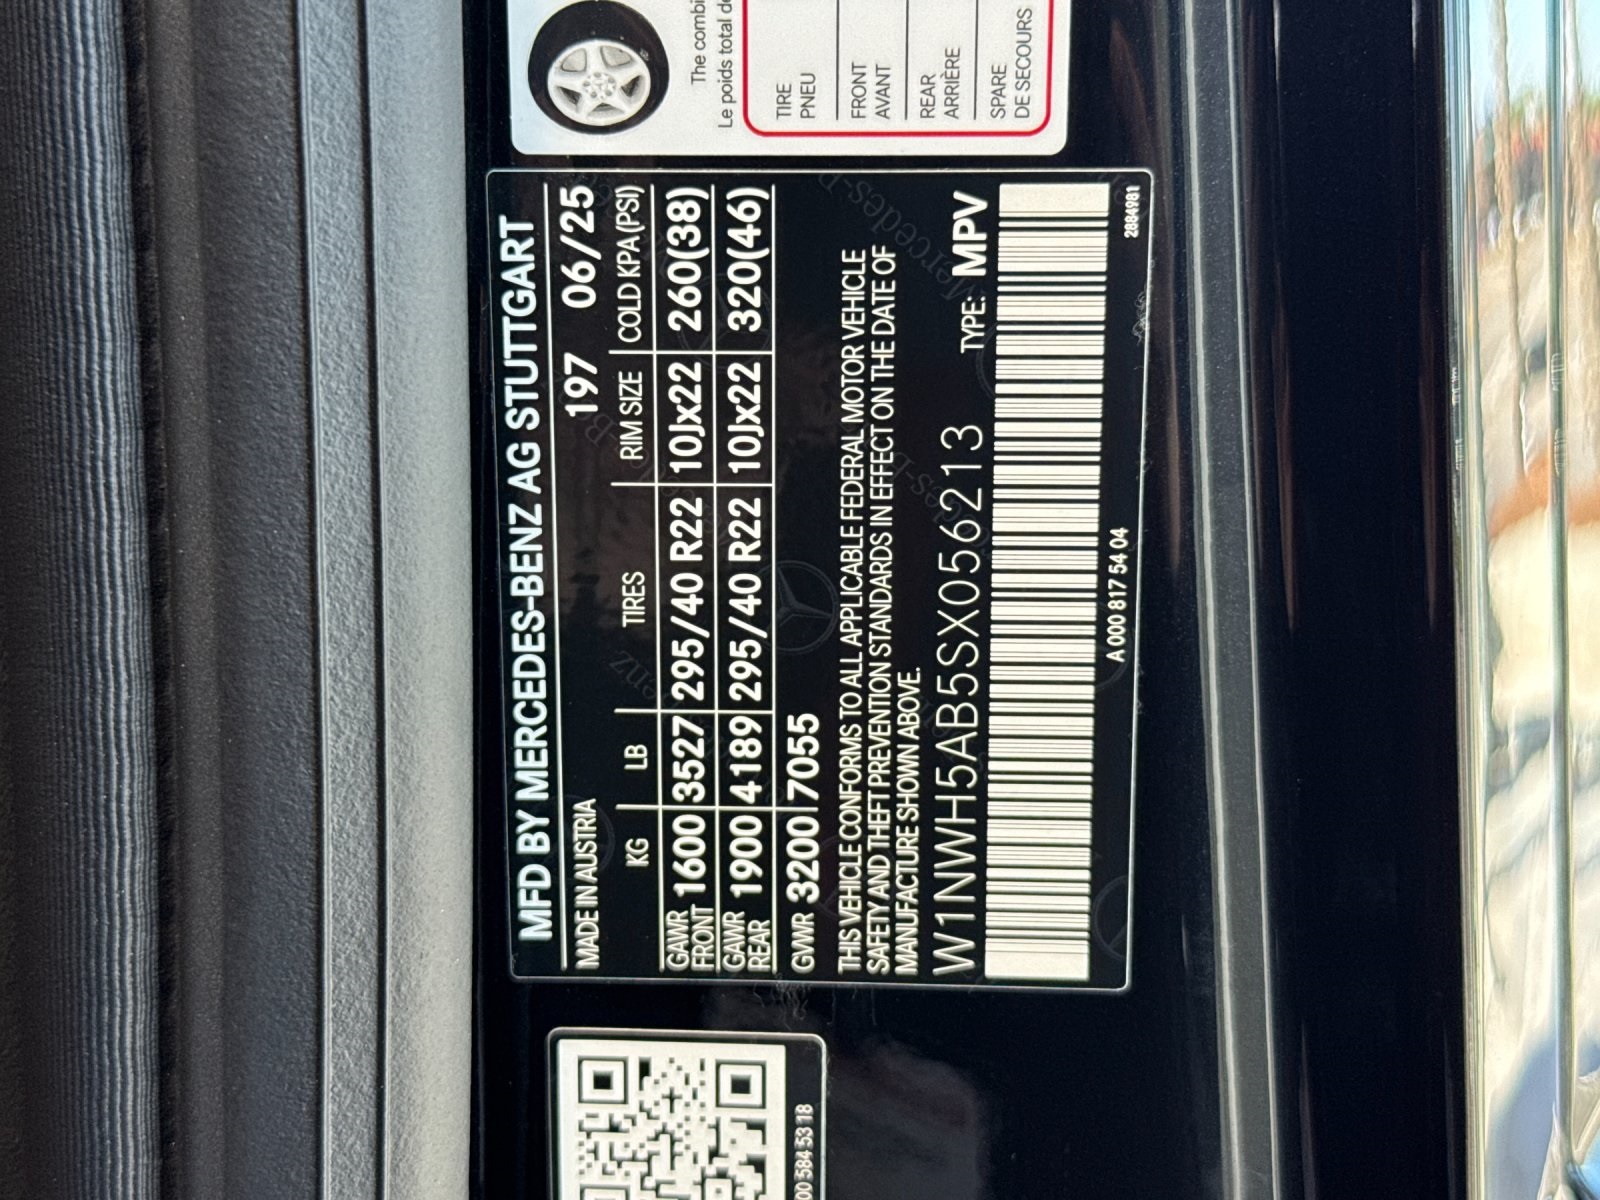 MFD BY MERCEDES-BENZ AG STUTTGART
MADE IN AUSTRIA 197 06/25
KG LB TIRES RIM SIZE COLD KPA (PSI)
GAWR FRONT 1600 3527 295/40 R22 10Jx22 260(38)
GAWR REAR 1900 4189 295/40 R22 10Jx22 320(46)
GVWR 3200 7055
THIS VEHICLE CONFORMS TO ALL APPLICABLE FEDERAL MOTOR VEHICLE
SAFETY AND THEFT PREVENTION STANDARDS IN EFFECT ON THE DATE OF
MANUFACTURE SHOWN ABOVE.
W1NWH5AB5SX056213 TYPE: MPV
A 000 817 54 04
2884981
The combi
Le poids total de
TIRE
PNEU
FRONT
AVANT
REAR
ARRIÈRE
SPARE
DE SECOURS
00 584 53 18